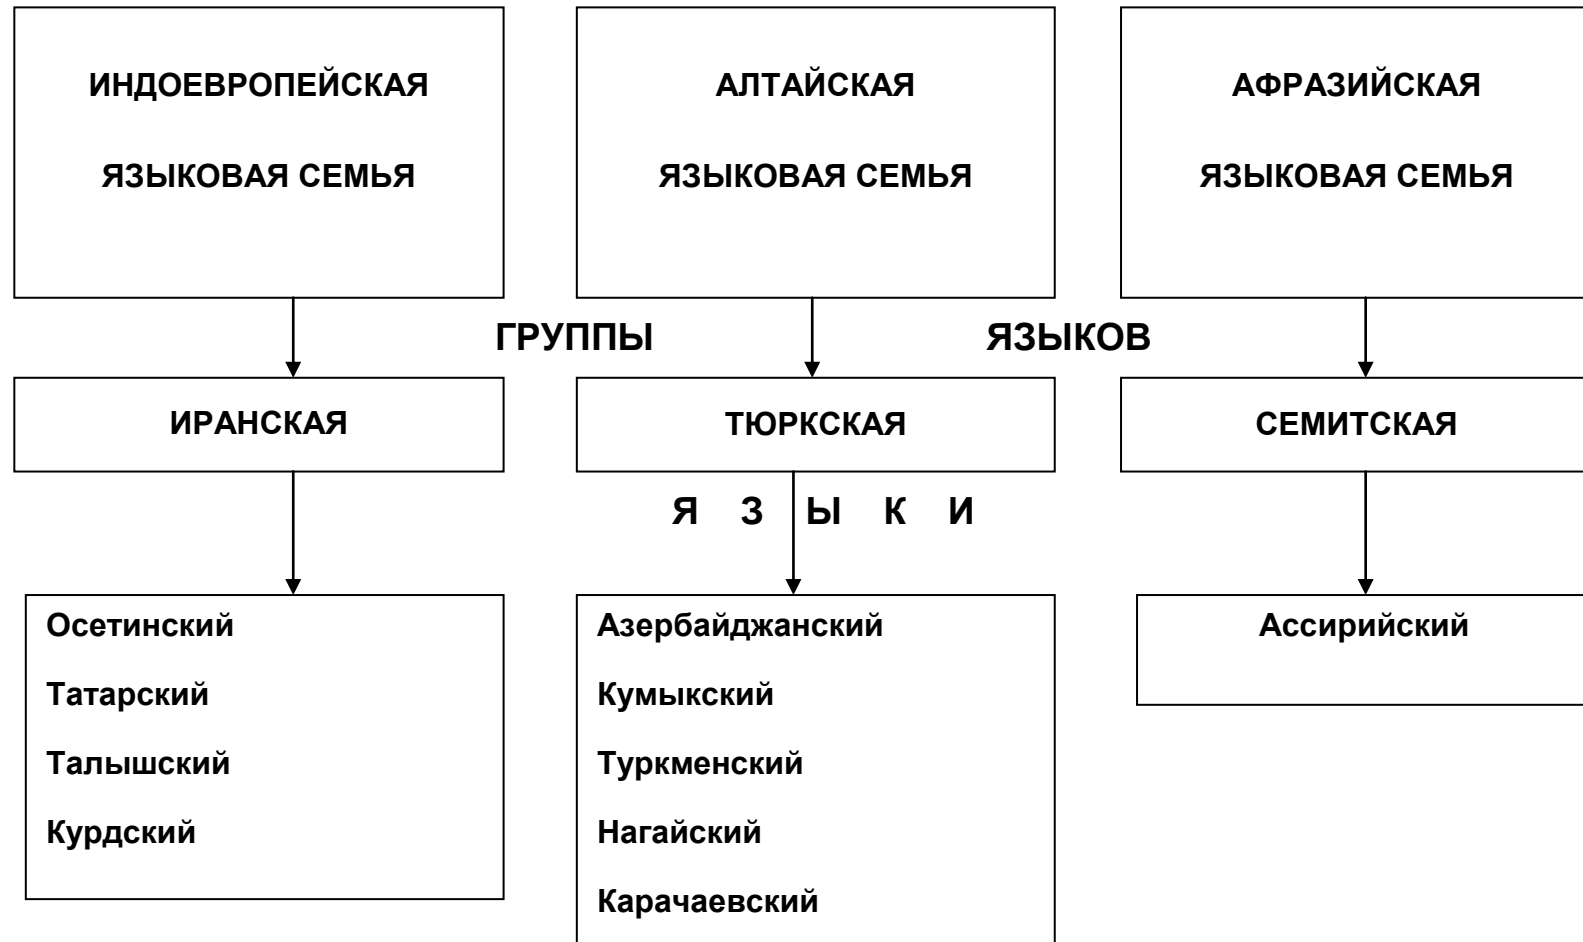 ИНДОЕВРОПЕЙСКАЯ
ЯЗЫКОВАЯ СЕМЬЯ
АЛТАЙСКАЯ
ЯЗЫКОВАЯ СЕМЬЯ
АФРАЗИЙСКАЯ
ЯЗЫКОВАЯ СЕМЬЯ
ГРУППЫ ЯЗЫКОВ
ИРАНСКАЯ
ТЮРКСКАЯ
СЕМИТСКАЯ
Я З Ы К И
Осетинский
Татарский
Талышский
Курдский
Азербайджанский
Кумыкский
Туркменский
Нагайский
Карачаевский
Ассирийский